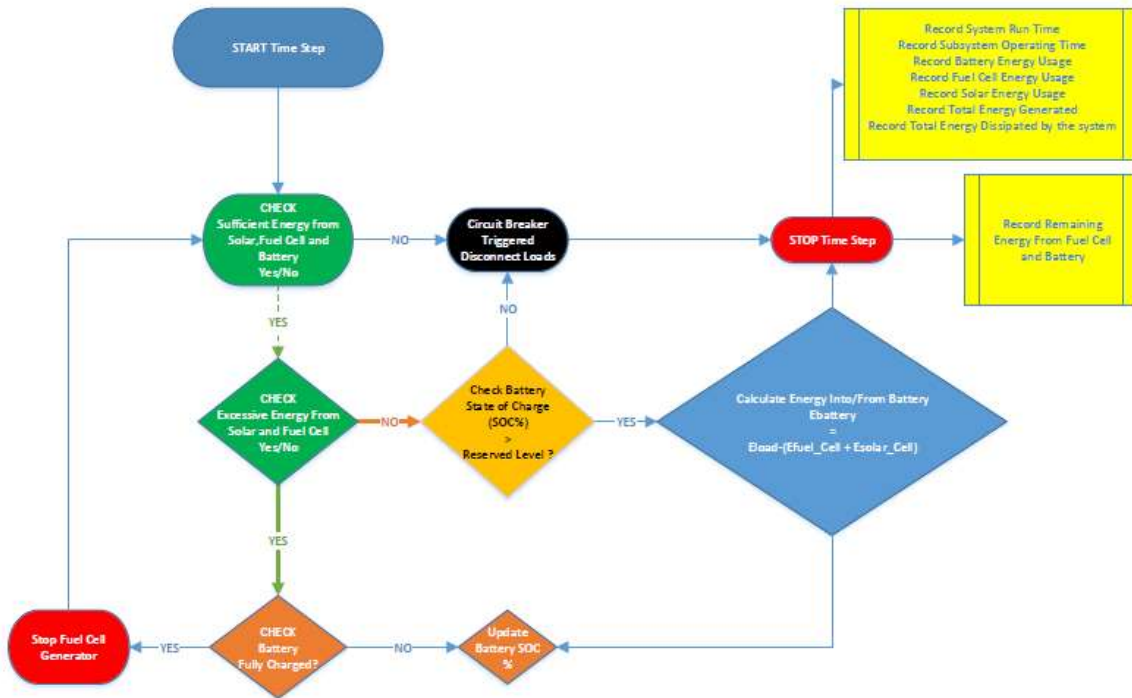 START Time Step
Record System Run Time
Record Subsystem Operating Time
Record Battery Energy Usage
Record Fuel Cell Energy Usage
Record Solar Energy Usage
Record Total Energy Generated
Record Total Energy Dissipated by the system
CHECK
Sufficient Energy from
Solar,Fuel Cell and
Battery
Yes/No
NO
Circuit Breaker
Triggered
Disconnect Loads
STOP Time Step
Record Remaining
Energy From Fuel Cell
and Battery
YES
NO
CHECK
Excessive Energy From
Solar and Fuel Cell
Yes/No
NO
Check Battery
State of Charge
(SOC%)
>
Reserved Level ?
YES
Calculate Energy Into/From Battery
Ebattery
=
Eload-(Efuel_Cell + Esolar_Cell)
YES
Stop Fuel Cell
Generator
YES
CHECK
Battery
Fully Charged?
NO
Update
Battery SOC
%